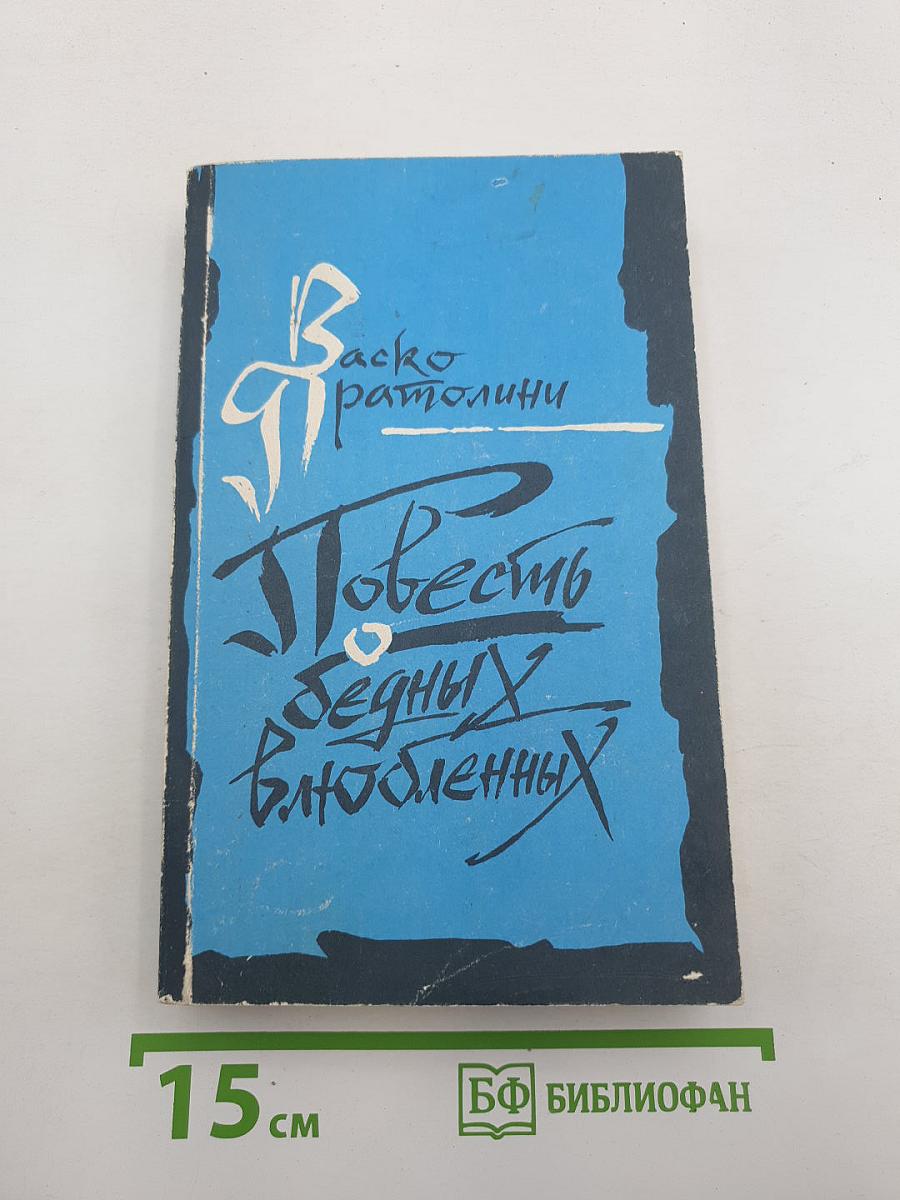 Васко
Пратолини
Повесть
о
бедных
влюбленных
15 см
БФ БИБЛИОФАН